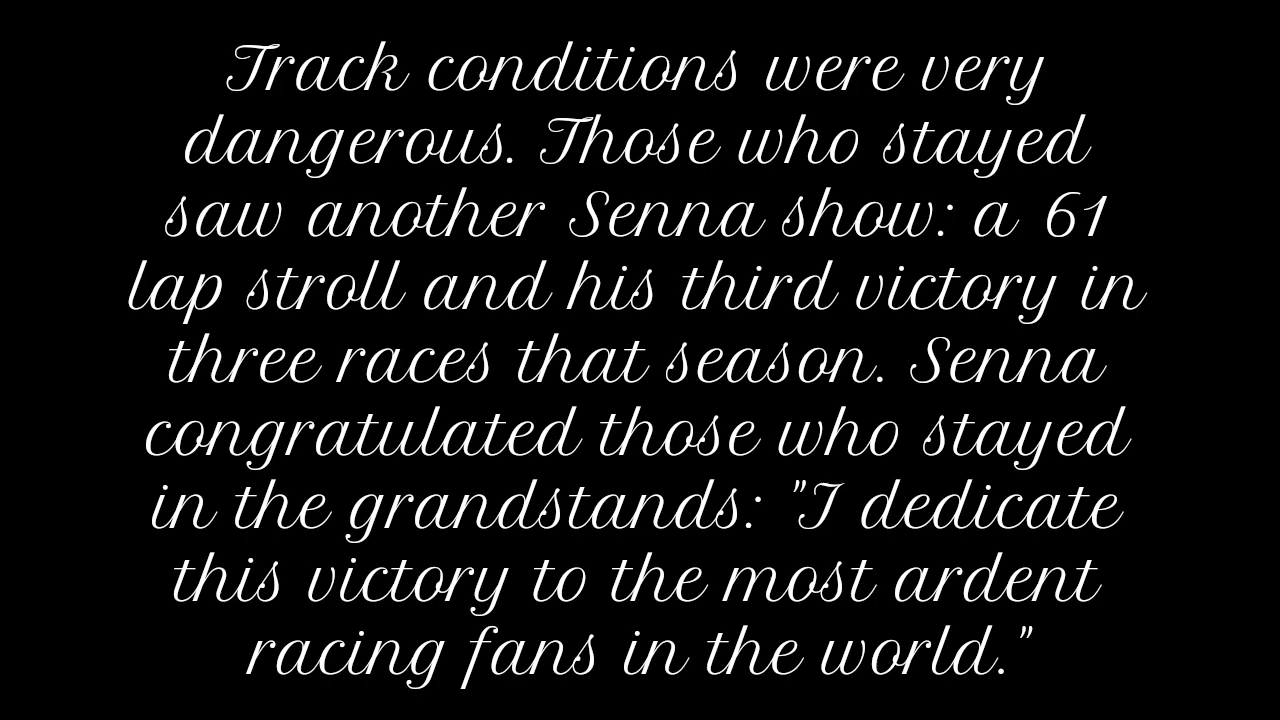 Track conditions were very
dangerous. Those who stayed
saw another Senna show: a 61
lap stroll and his third victory in
three races that season. Senna
congratulated those who stayed
in the grandstands: "I dedicate
this victory to the most ardent
racing fans in the world."